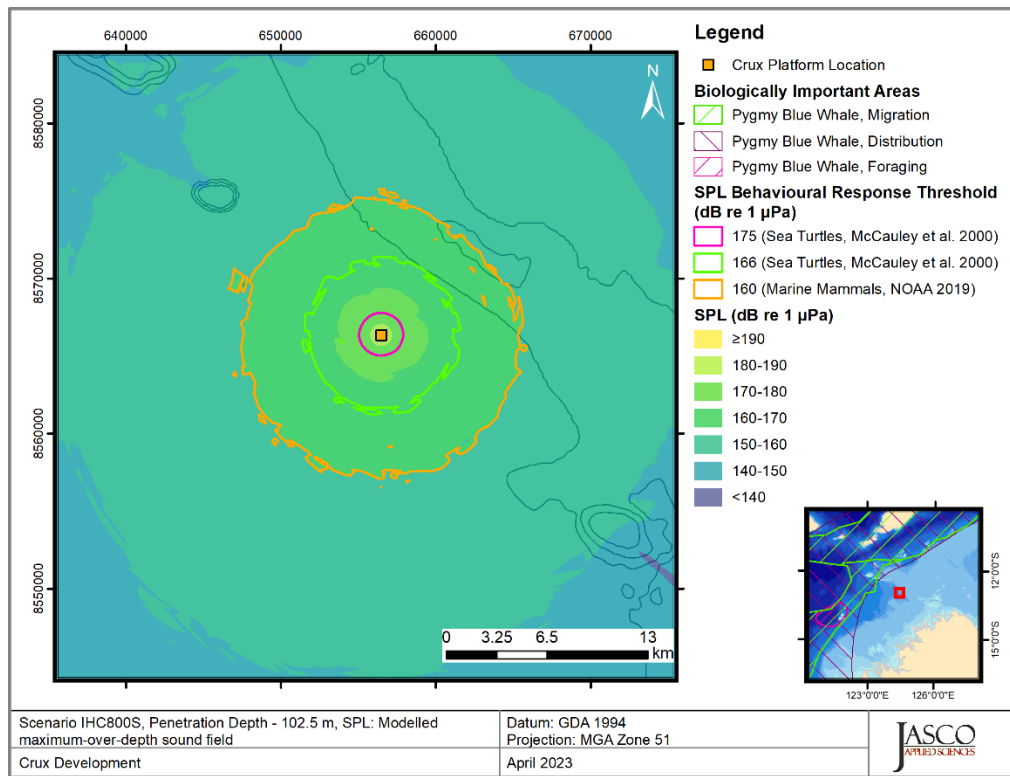 640000 650000 660000 670000
8580000
8570000
8560000
8550000
N
0 3.25 6.5 13
km
Legend
Crux Platform Location
Biologically Important Areas
Pygmy Blue Whale, Migration
Pygmy Blue Whale, Distribution
Pygmy Blue Whale, Foraging
SPL Behavioural Response Threshold
(dB re 1 µPa)
175 (Sea Turtles, McCauley et al. 2000)
166 (Sea Turtles, McCauley et al. 2000)
160 (Marine Mammals, NOAA 2019)
SPL (dB re 1 µPa)
≥190
180-190
170-180
160-170
150-160
140-150
<140
12°0'0"S
15°0'0"S
123°0'0"E 126°0'0"E
Scenario IHC800S, Penetration Depth - 102.5 m, SPL: Modelled
maximum-over-depth sound field
Crux Development
Datum: GDA 1994
Projection: MGA Zone 51
April 2023
JASCO
APPLIED SCIENCES